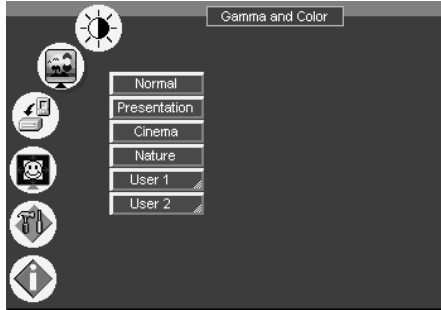 Gamma and Color
Normal
Presentation
Cinema
Nature
User 1
User 2